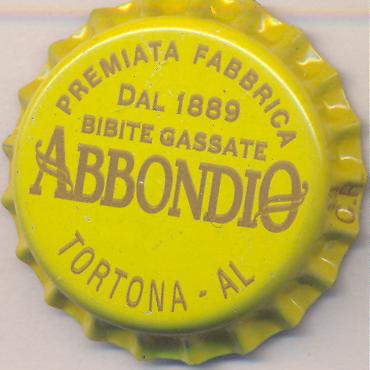 PREMIATA FABBRICA
DAL 1889
BIBITE GASSATE
ABBONDIO
TORTONA - AL